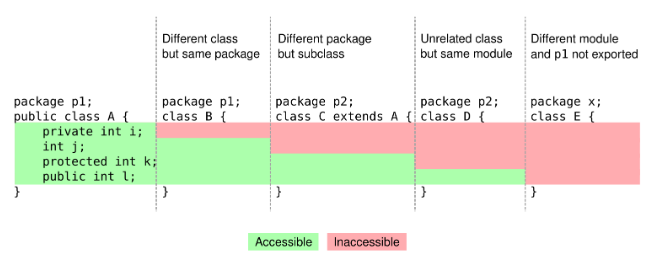 Different class
but same package
Different package
but subclass
Unrelated class
but same module
Different module
and p1 not exported
package p1;
public class A {
private int i;
int j;
protected int k;
public int l;
}
package p1;
class B {
}
package p2;
class C extends A {
}
package p2;
class D {
}
package x;
class E {
}
Accessible
Inaccessible